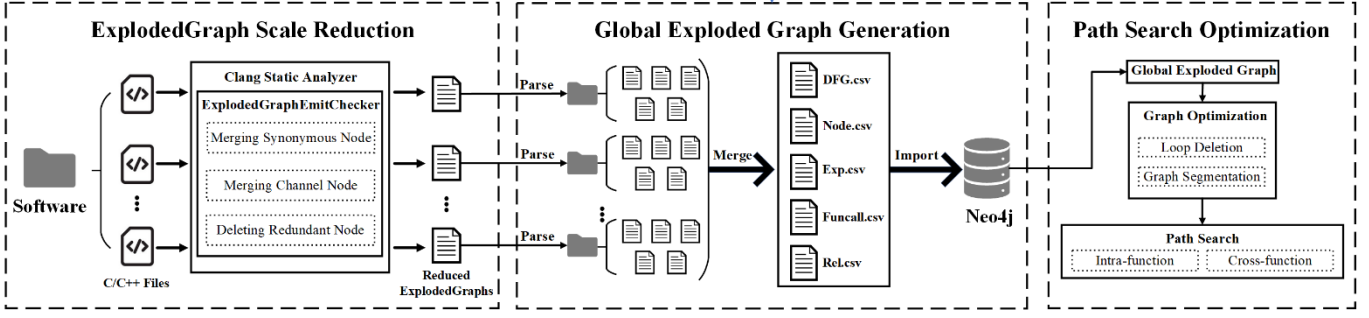 ExplodedGraph Scale Reduction
Software
C/C++ Files
Clang Static Analyzer
ExplodedGraphEmitChecker
Merging Synonymous Node
Merging Channel Node
Deleting Redundant Node
Reduced
ExplodedGraphs
Global Exploded Graph Generation
Parse
Parse
Parse
Merge
DFG.csv
Node.csv
Exp.csv
Funcall.csv
Rel.csv
Import
Neo4j
Path Search Optimization
Global Exploded Graph
Graph Optimization
Loop Deletion
Graph Segmentation
Path Search
Intra-function
Cross-function